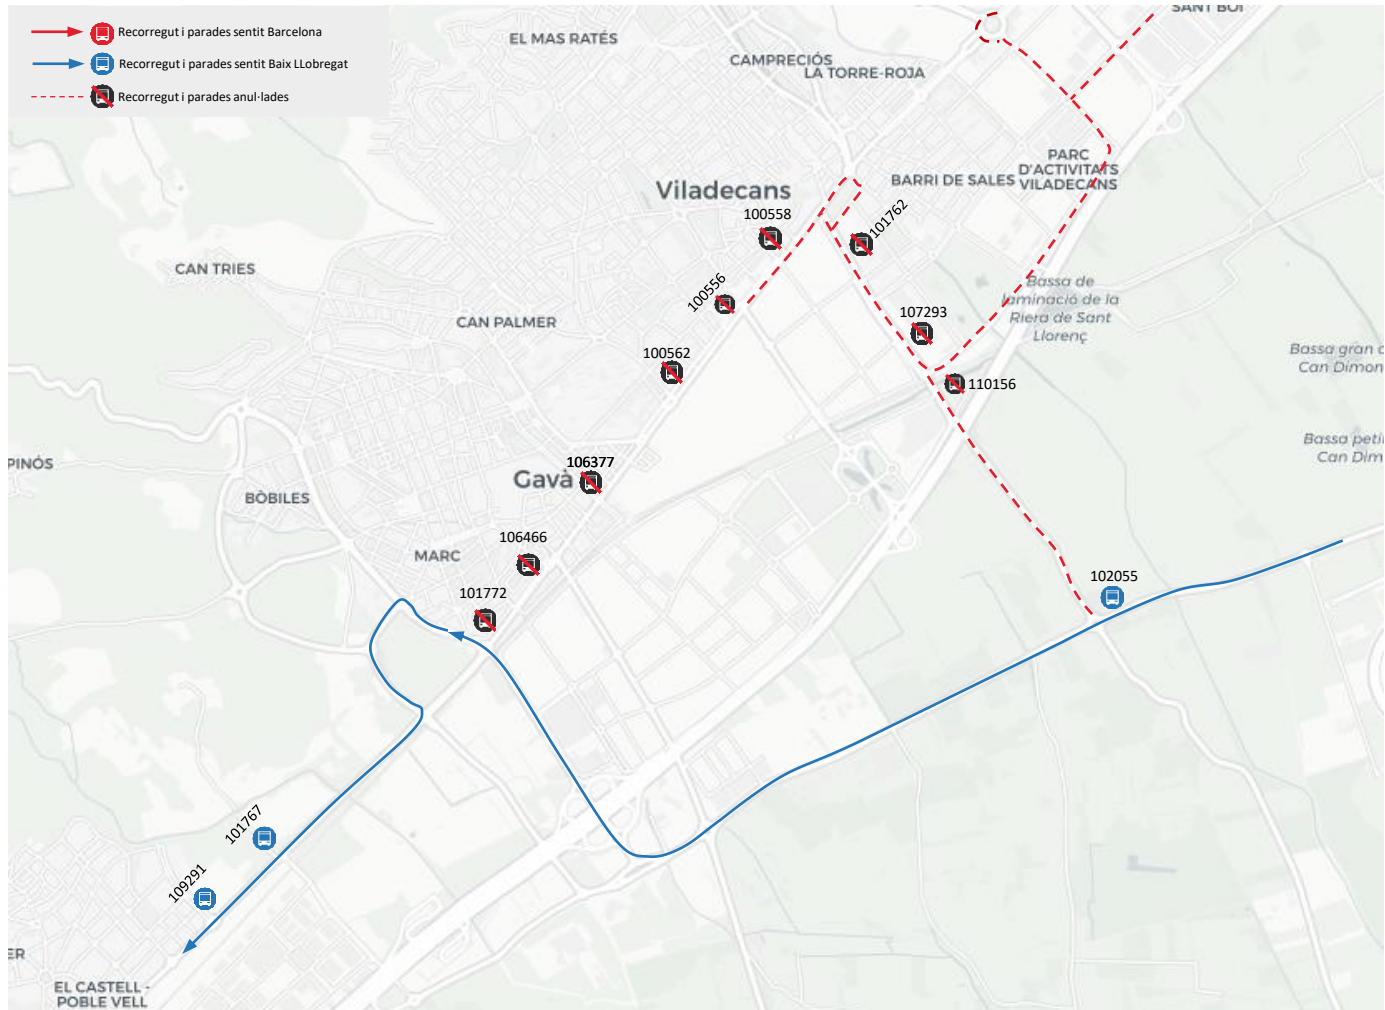 Recorregut i parades sentit Barcelona
Recorregut i parades sentit Baix LLobregat
Recorregut i parades anul·lades
SANT BOI
EL MAS RATÉS
CAMPRECIÓS
LA TORRE-ROJA
PARC
D'ACTIVITATS
VILADECANS
BARRI DE SALES
Viladecans
100558
101762
CAN TRIES
100556
Bassa de
laminació de la
Riera de Sant
Llorenç
CAN PALMER
107293
100562
Bassa gran
Can Dimon
110156
Bassa peti
Can Dim
PINÓS
106377
Gavà
BÒBILES
106466
MARC
102055
101772
101767
109291
ER
EL CASTELL -
POBLE VELL